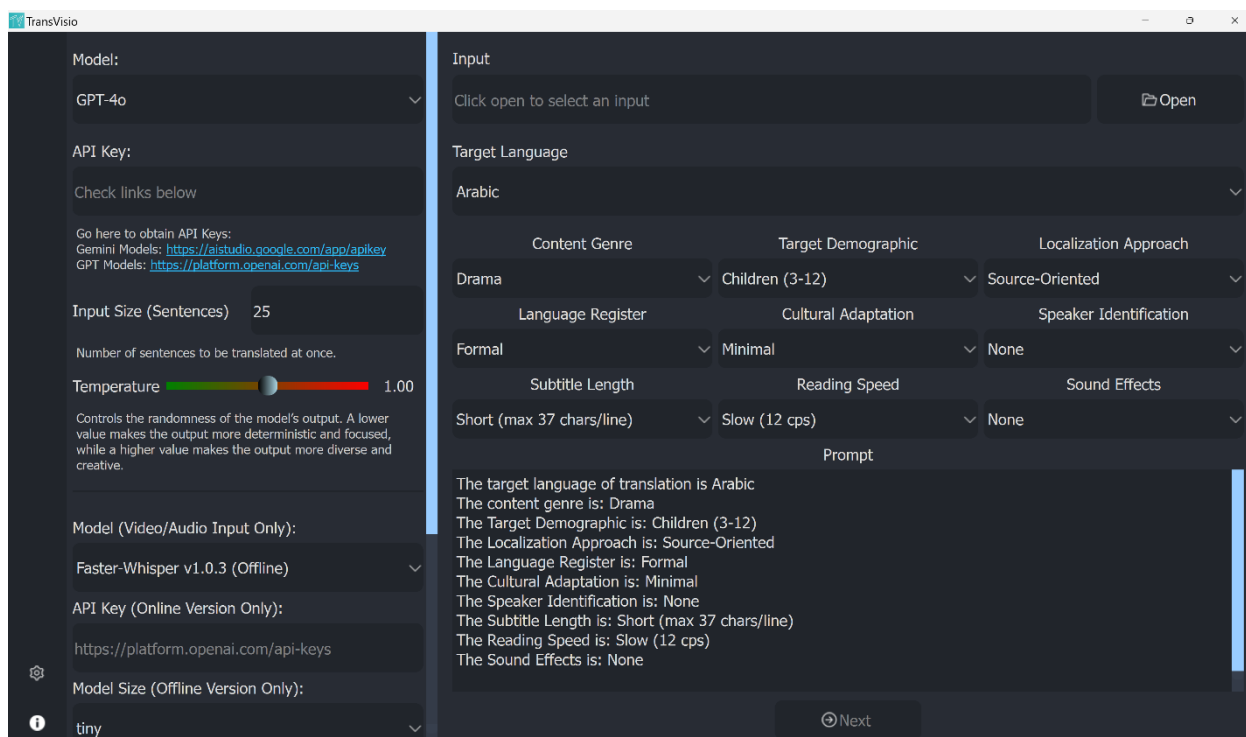 TransVisio
Model:
GPT-4o
API Key:
Check links below
Go here to obtain API Keys:
Gemini Models: https://aistudio.google.com/app/apikey
GPT Models: https://platform.openai.com/api-keys
Input Size (Sentences) 25
Number of sentences to be translated at once.
Temperature 1.00
Controls the randomness of the model's output. A lower
value makes the output more deterministic and focused,
while a higher value makes the output more diverse and
creative.
Model (Video/Audio Input Only):
Faster-Whisper v1.0.3 (Offline)
API Key (Online Version Only):
https://platform.openai.com/api-keys
Model Size (Offline Version Only):
tiny
Input
Click open to select an input Open
Target Language
Arabic
Content Genre Target Demographic Localization Approach
Drama Children (3-12) Source-Oriented
Language Register Cultural Adaptation Speaker Identification
Formal Minimal None
Subtitle Length Reading Speed Sound Effects
Short (max 37 chars/line) Slow (12 cps) None
Prompt
The target language of translation is Arabic
The content genre is: Drama
The Target Demographic is: Children (3-12)
The Localization Approach is: Source-Oriented
The Language Register is: Formal
The Cultural Adaptation is: Minimal
The Speaker Identification is: None
The Subtitle Length is: Short (max 37 chars/line)
The Reading Speed is: Slow (12 cps)
The Sound Effects is: None
Next